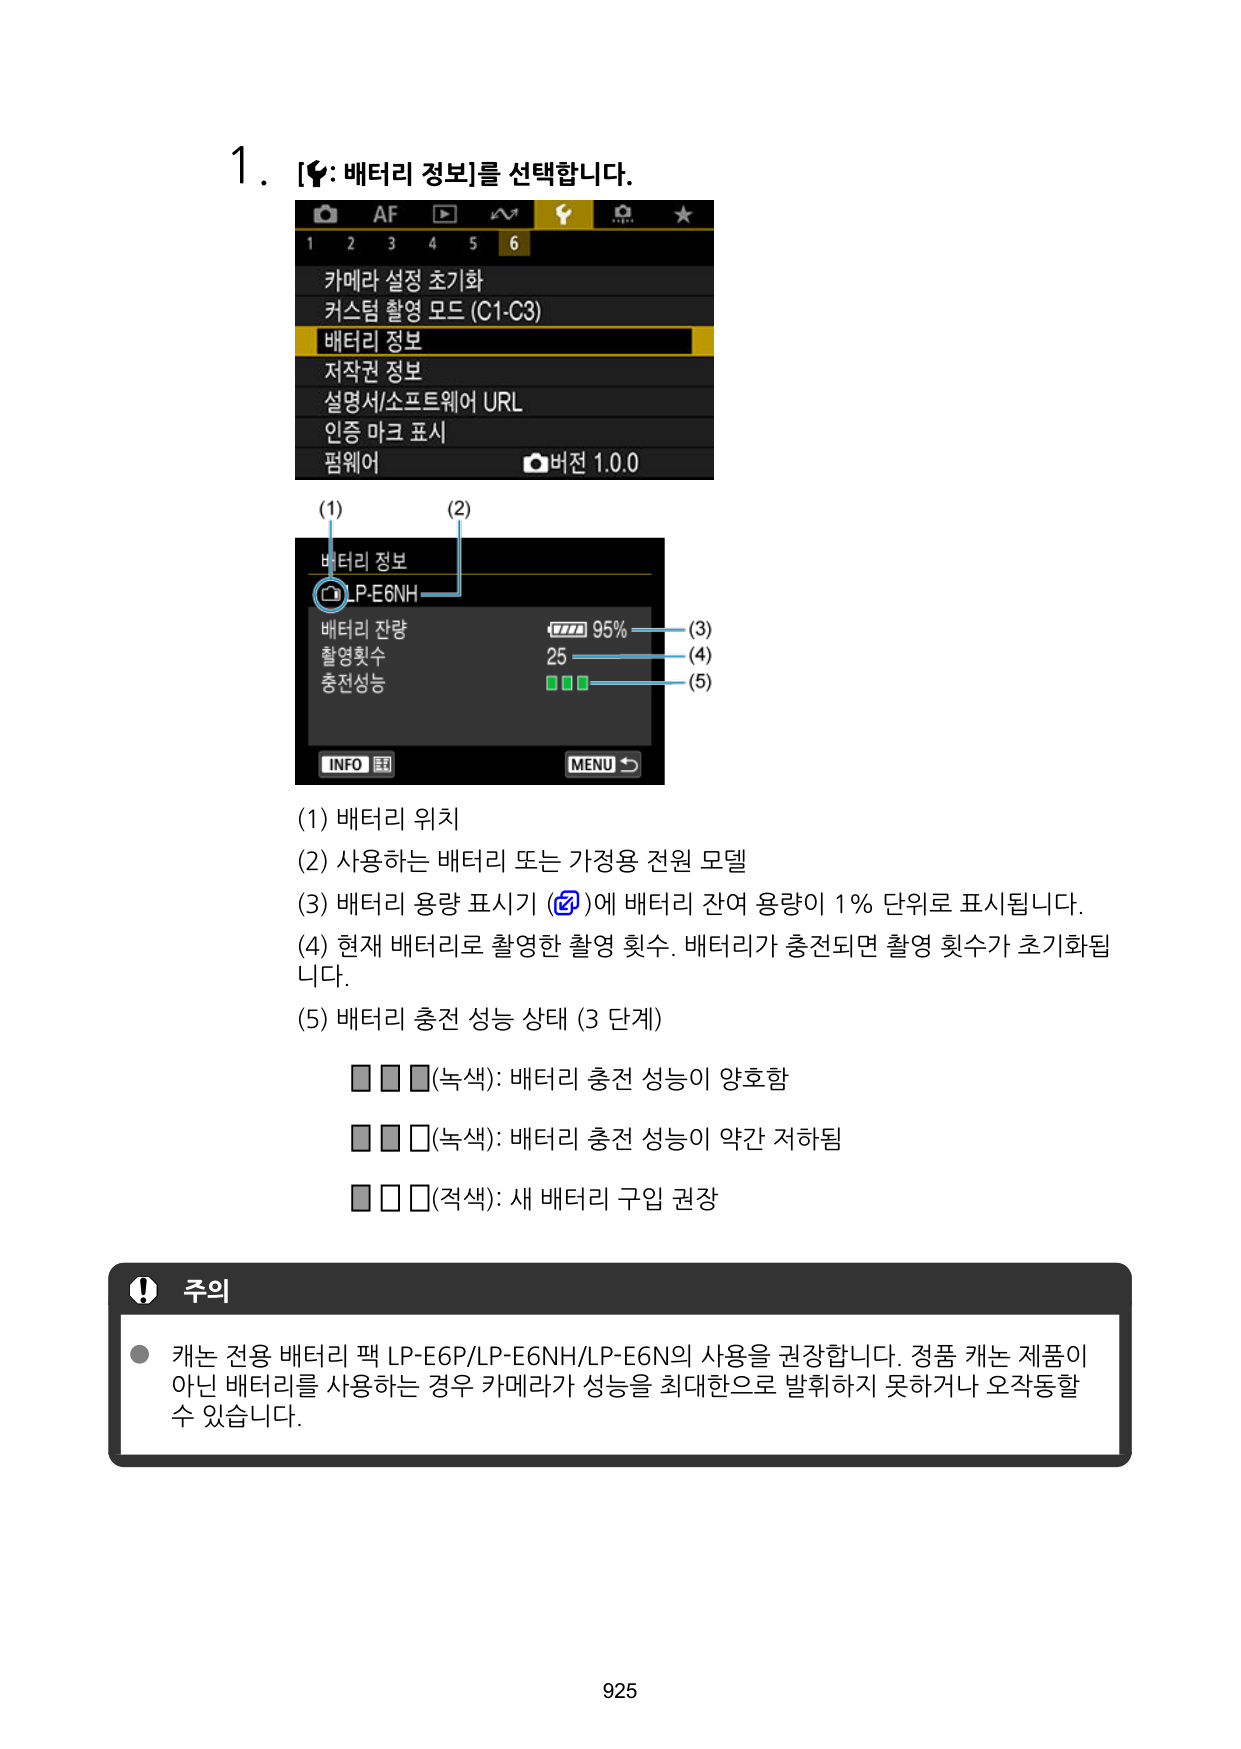 1. [: 배터리 정보]를 선택합니다.
AF
1 2 3 4 5 6
카메라 설정 초기화
커스텀 촬영 모드 (C1-C3)
배터리 정보
저작권 정보
설명서/소프트웨어 URL
인증 마크 표시
펌웨어 버전 1.0.0
(1) (2)
배터리 정보
LP-E6NH
배터리 잔량 95% (3)
촬영횟수 25 (4)
충전성능 (5)
INFO MENU
(1) 배터리 위치
(2) 사용하는 배터리 또는 가정용 전원 모델
(3) 배터리 용량 표시기 ()에 배터리 잔여 용량이 1% 단위로 표시됩니다.
(4) 현재 배터리로 촬영한 촬영 횟수. 배터리가 충전되면 촬영 횟수가 초기화됩
니다.
(5) 배터리 충전 성능 상태 (3 단계)
(녹색): 배터리 충전 성능이 양호함
(녹색): 배터리 충전 성능이 약간 저하됨
(적색): 새 배터리 구입 권장
주의
● 캐논 전용 배터리 팩 LP-E6P/LP-E6NH/LP-E6N의 사용을 권장합니다. 정품 캐논 제품이
아닌 배터리를 사용하는 경우 카메라가 성능을 최대한으로 발휘하지 못하거나 오작동할
수 있습니다.
925